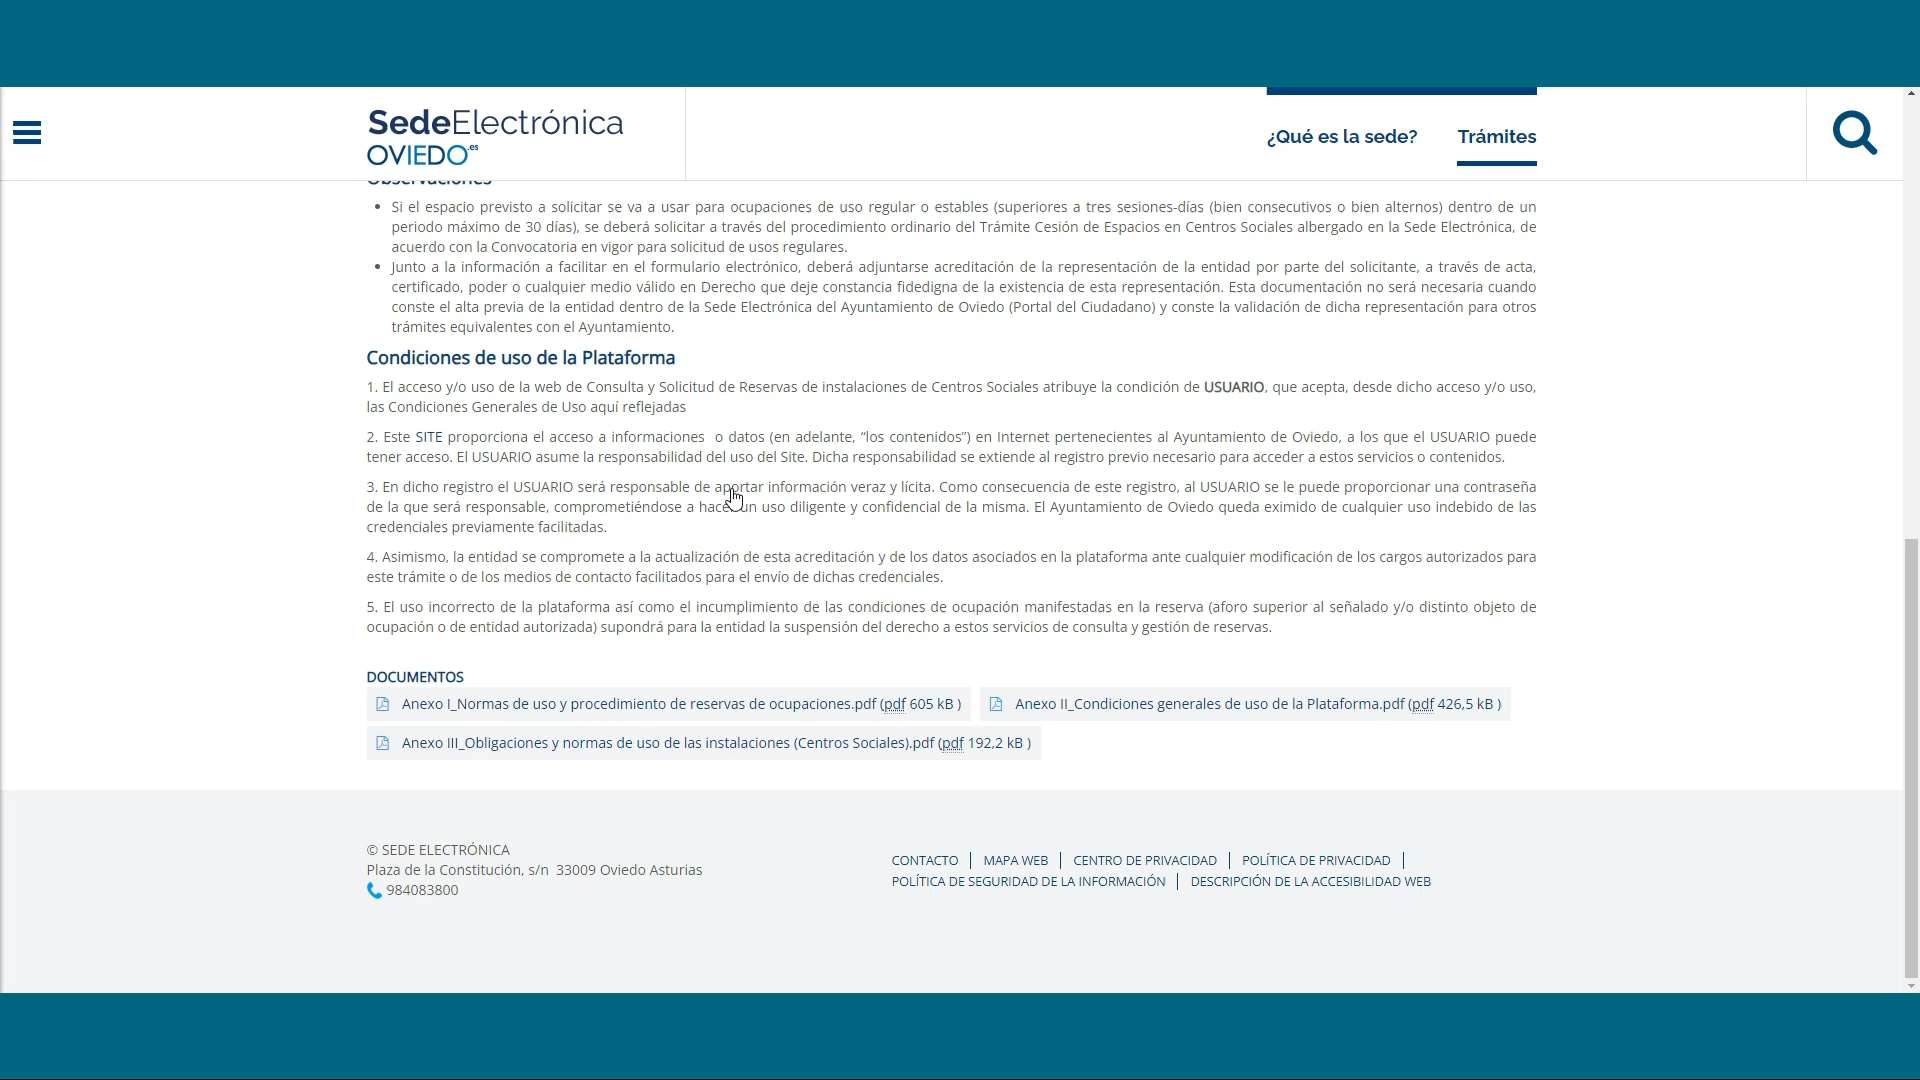 SedeElectrónica
OVIEDO.es
¿Qué es la sede?
Trámites
Observaciones
• Si el espacio previsto a solicitar se va a usar para ocupaciones de uso regular o estables (superiores a tres sesiones-días (bien consecutivos o bien alternos) dentro de un
periodo máximo de 30 días), se deberá solicitar a través del procedimiento ordinario del Trámite Cesión de Espacios en Centros Sociales albergado en la Sede Electrónica, de
acuerdo con la Convocatoria en vigor para solicitud de usos regulares.
• Junto a la información a facilitar en el formulario electrónico, deberá adjuntarse acreditación de la representación de la entidad por parte del solicitante, a través de acta,
certificado, poder o cualquier medio válido en Derecho que deje constancia fidedigna de la existencia de esta representación. Esta documentación no será necesaria cuando
conste el alta previa de la entidad dentro de la Sede Electrónica del Ayuntamiento de Oviedo (Portal del Ciudadano) y conste la validación de dicha representación para otros
trámites equivalentes con el Ayuntamiento.
Condiciones de uso de la Plataforma
1. El acceso y/o uso de la web de Consulta y Solicitud de Reservas de instalaciones de Centros Sociales atribuye la condición de USUARIO, que acepta, desde dicho acceso y/o uso,
las Condiciones Generales de Uso aquí reflejadas
2. Este SITE proporciona el acceso a informaciones o datos (en adelante, “los contenidos”) en Internet pertenecientes al Ayuntamiento de Oviedo, a los que el USUARIO puede
tener acceso. El USUARIO asume la responsabilidad del uso del Site. Dicha responsabilidad se extiende al registro previo necesario para acceder a estos servicios o contenidos.
3. En dicho registro el USUARIO será responsable de aportar información veraz y lícita. Como consecuencia de este registro, al USUARIO se le puede proporcionar una contraseña
de la que será responsable, comprometiéndose a hacer un uso diligente y confidencial de la misma. El Ayuntamiento de Oviedo queda eximido de cualquier uso indebido de las
credenciales previamente facilitadas.
4. Asimismo, la entidad se compromete a la actualización de esta acreditación y de los datos asociados en la plataforma ante cualquier modificación de los cargos autorizados para
este trámite o de los medios de contacto facilitados para el envío de dichas credenciales.
5. El uso incorrecto de la plataforma así como el incumplimiento de las condiciones de ocupación manifestadas en la reserva (aforo superior al señalado y/o distinto objeto de
ocupación o de entidad autorizada) supondrá para la entidad la suspensión del derecho a estos servicios de consulta y gestión de reservas.
DOCUMENTOS
Anexo I_Normas de uso y procedimiento de reservas de ocupaciones.pdf (pdf 605 kB )
Anexo II_Condiciones generales de uso de la Plataforma.pdf (pdf 426,5 kB )
Anexo III_Obligaciones y normas de uso de las instalaciones (Centros Sociales).pdf (pdf 192,2 kB )
© SEDE ELECTRÓNICA
Plaza de la Constitución, s/n 33009 Oviedo Asturias
984083800
CONTACTO | MAPA WEB | CENTRO DE PRIVACIDAD | POLÍTICA DE PRIVACIDAD |
POLÍTICA DE SEGURIDAD DE LA INFORMACIÓN | DESCRIPCIÓN DE LA ACCESIBILIDAD WEB